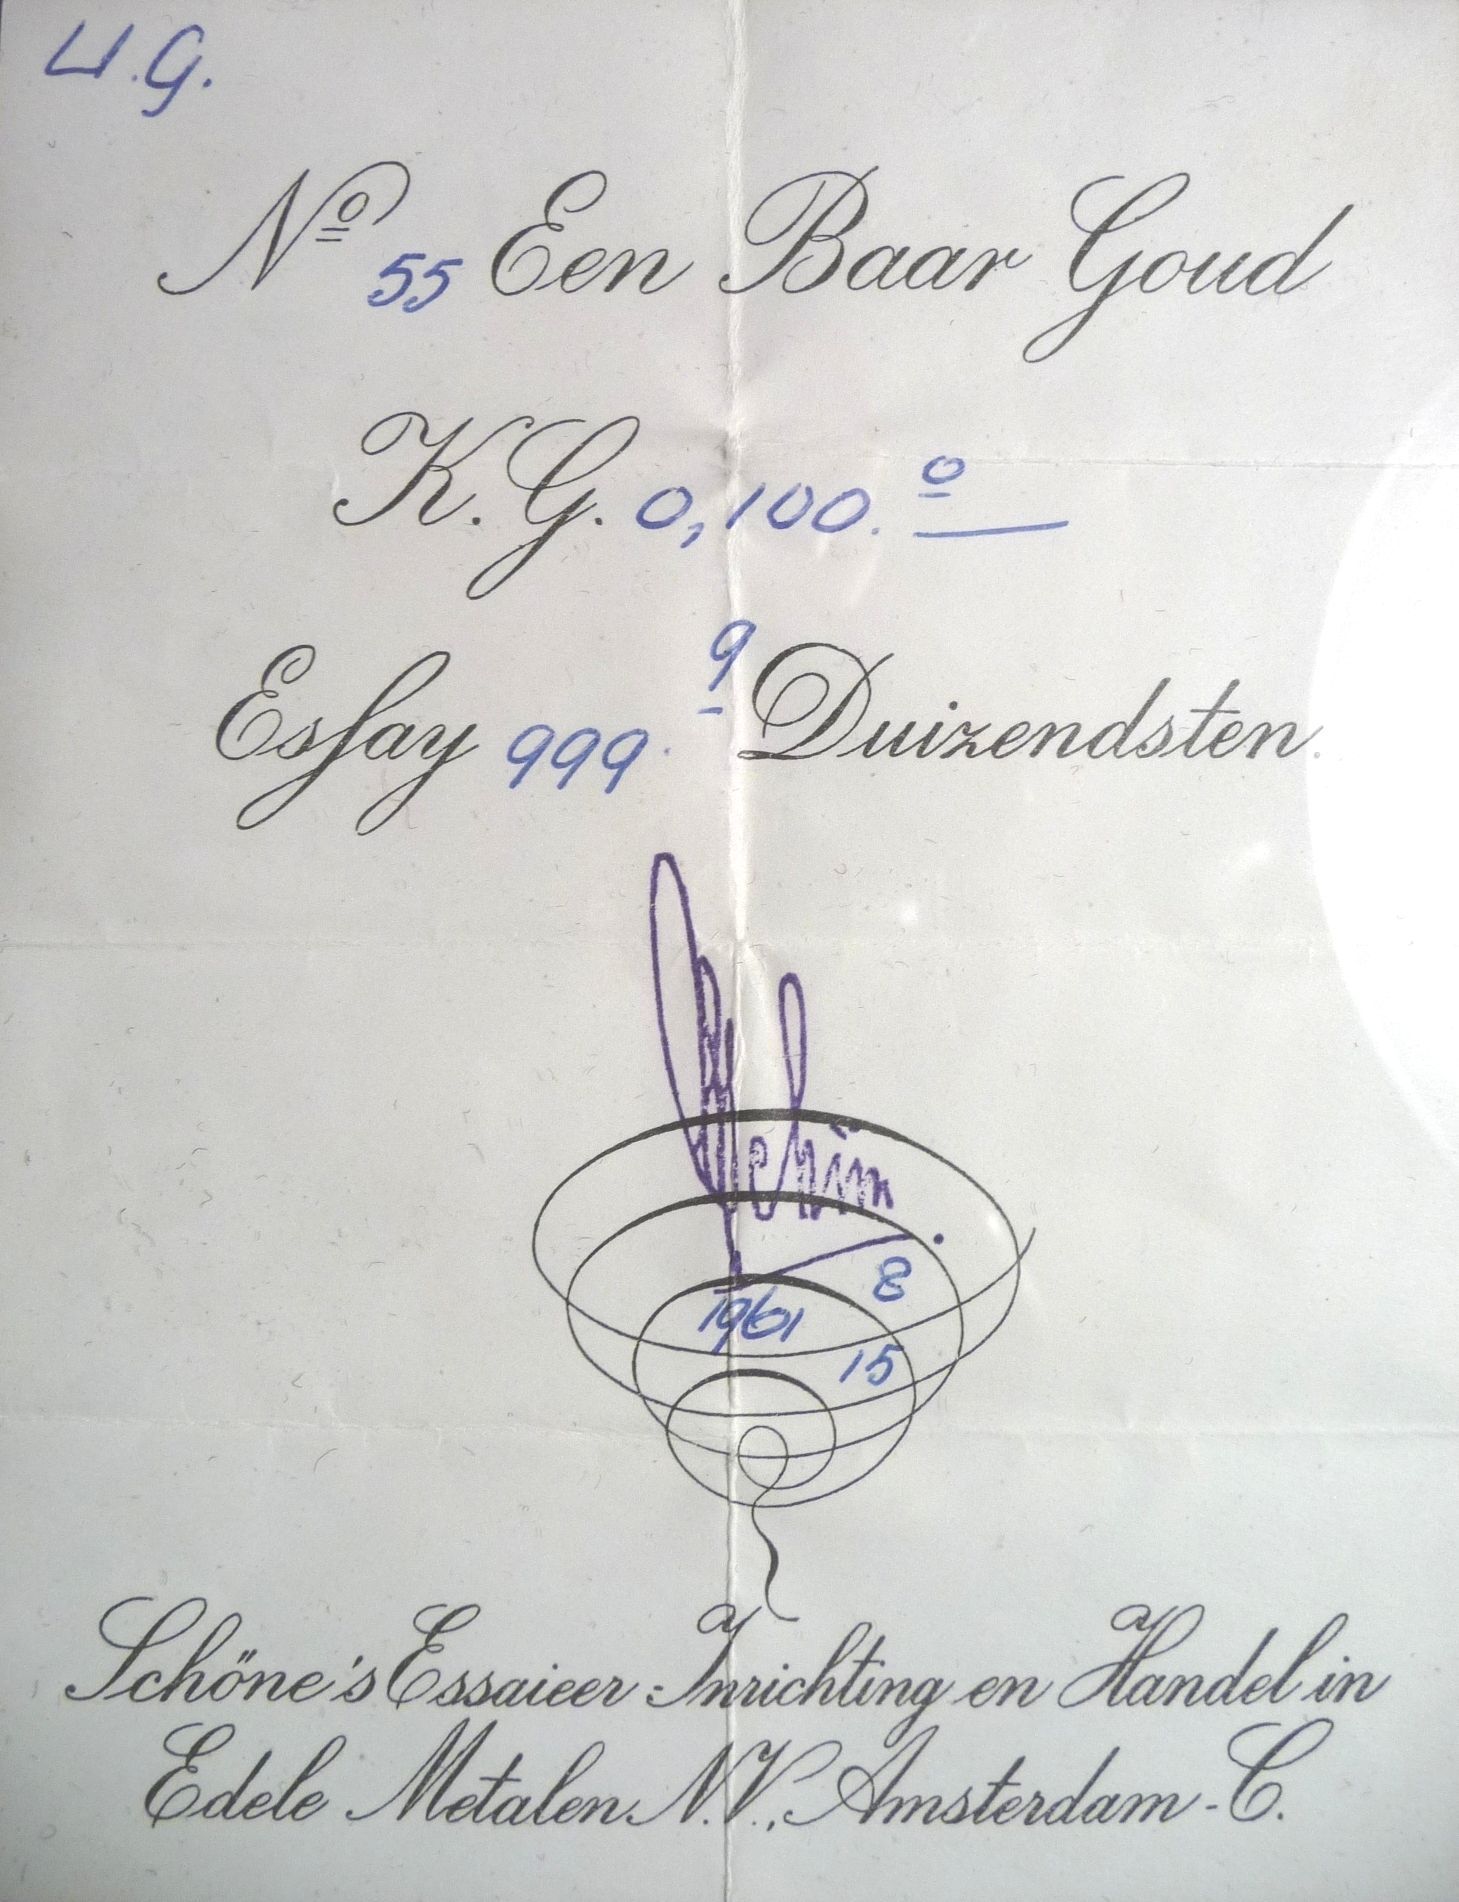 U.G.
No 55 Een Baar Goud
K.G. 0,100.0
Essay 999.9 Duizendsten.
8
1961
15
Schöne's Essaieer-Inrichting en Handel in
Edele Metalen N.V., Amsterdam-C.